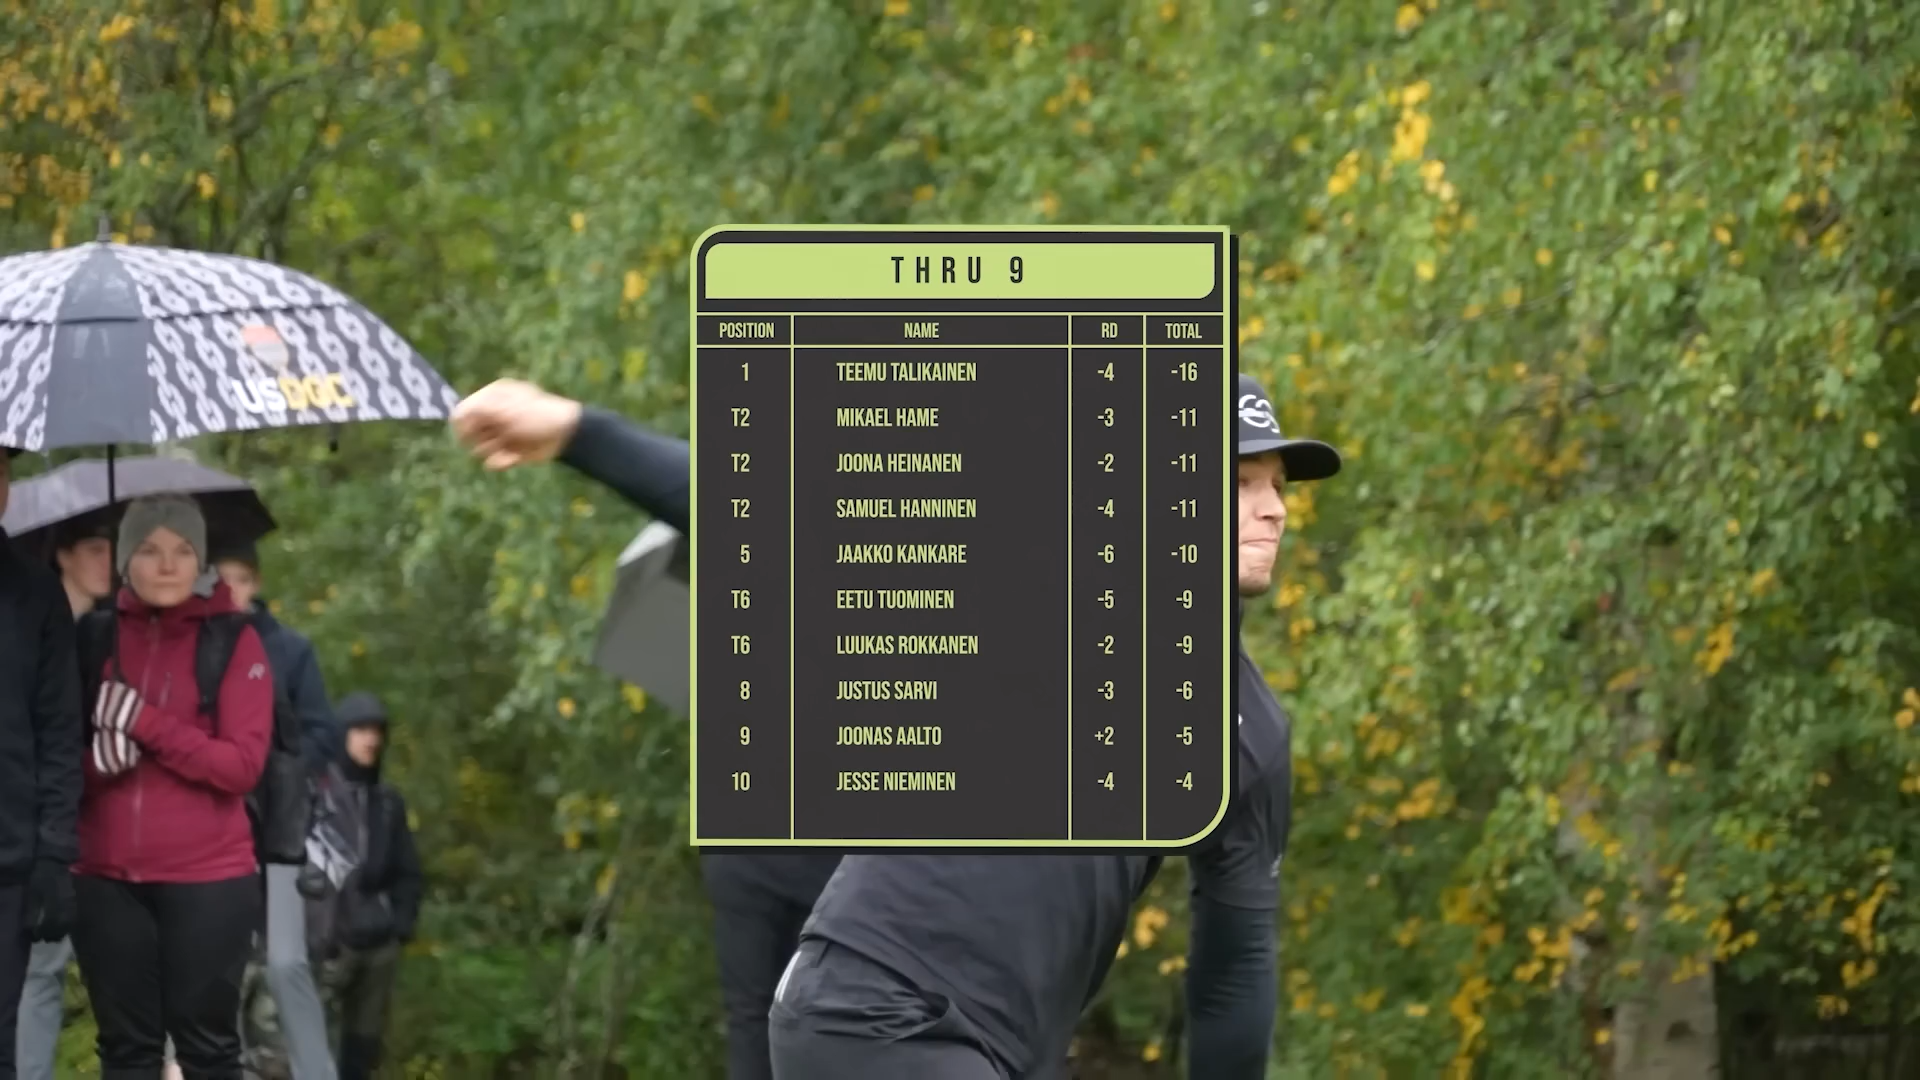 THRU 9
POSITION NAME RD TOTAL
1 TEEMU TALIKAINEN -4 -16
T2 MIKAEL HAME -3 -11
T2 JOONA HEINANEN -2 -11
T2 SAMUEL HANNINEN -4 -11
5 JAAKKO KANKARE -6 -10
T6 EETU TUOMINEN -5 -9
T6 LUUKAS ROKKANEN -2 -9
8 JUSTUS SARVI -3 -6
9 JOONAS AALTO +2 -5
10 JESSE NIEMINEN -4 -4
USDGC